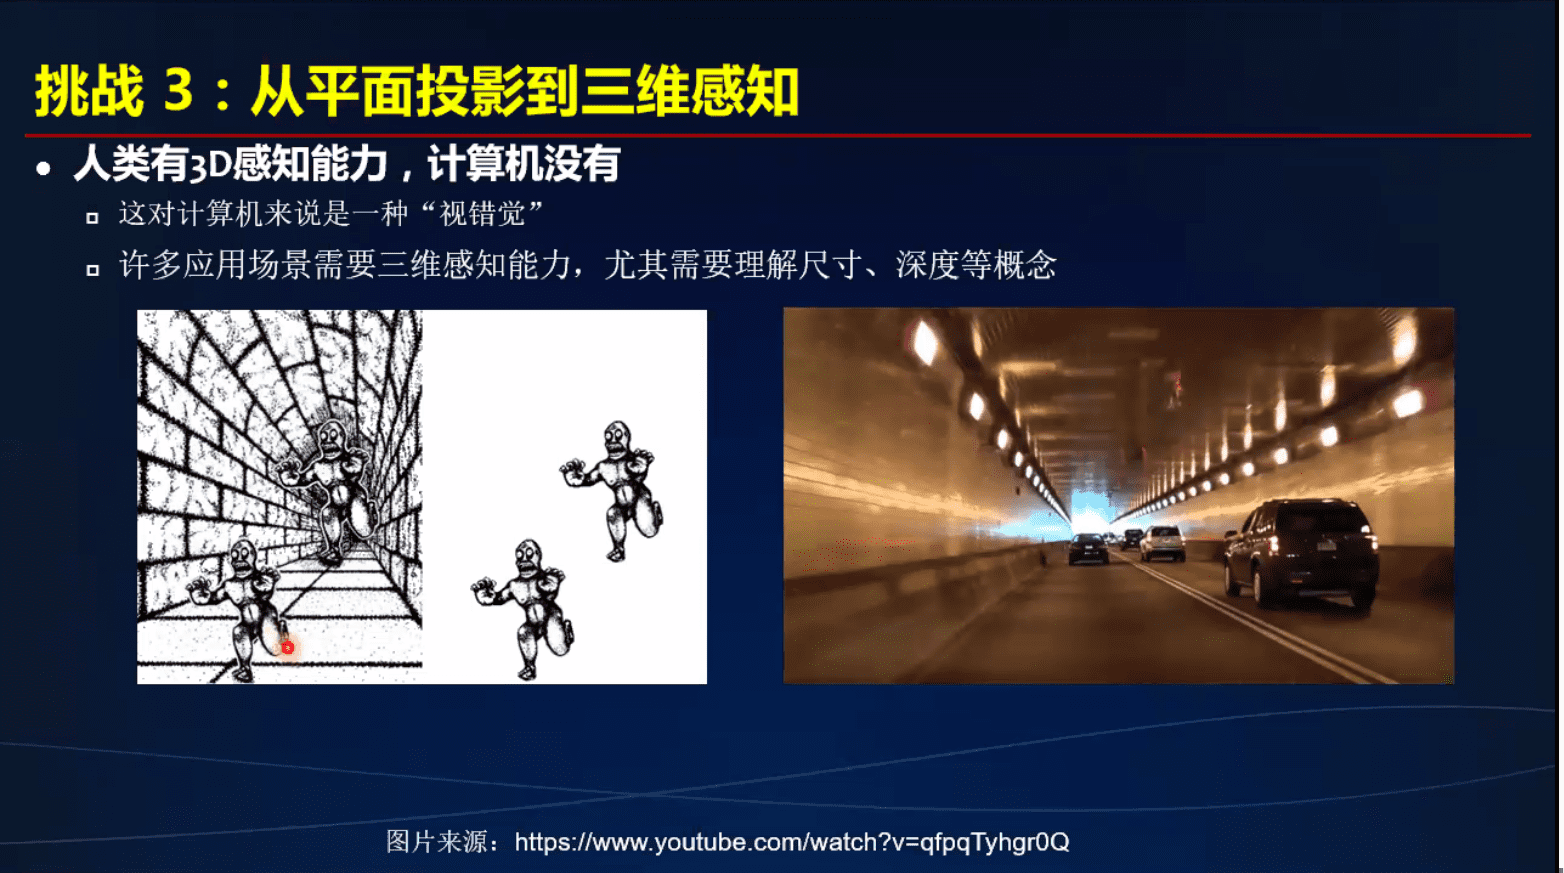 挑战 3：从平面投影到三维感知
人类有3D感知能力，计算机没有
这对计算机来说是一种“视错觉”
许多应用场景需要三维感知能力，尤其需要理解尺寸、深度等概念
图片来源：https://www.youtube.com/watch?v=qfpqTyhgr0Q